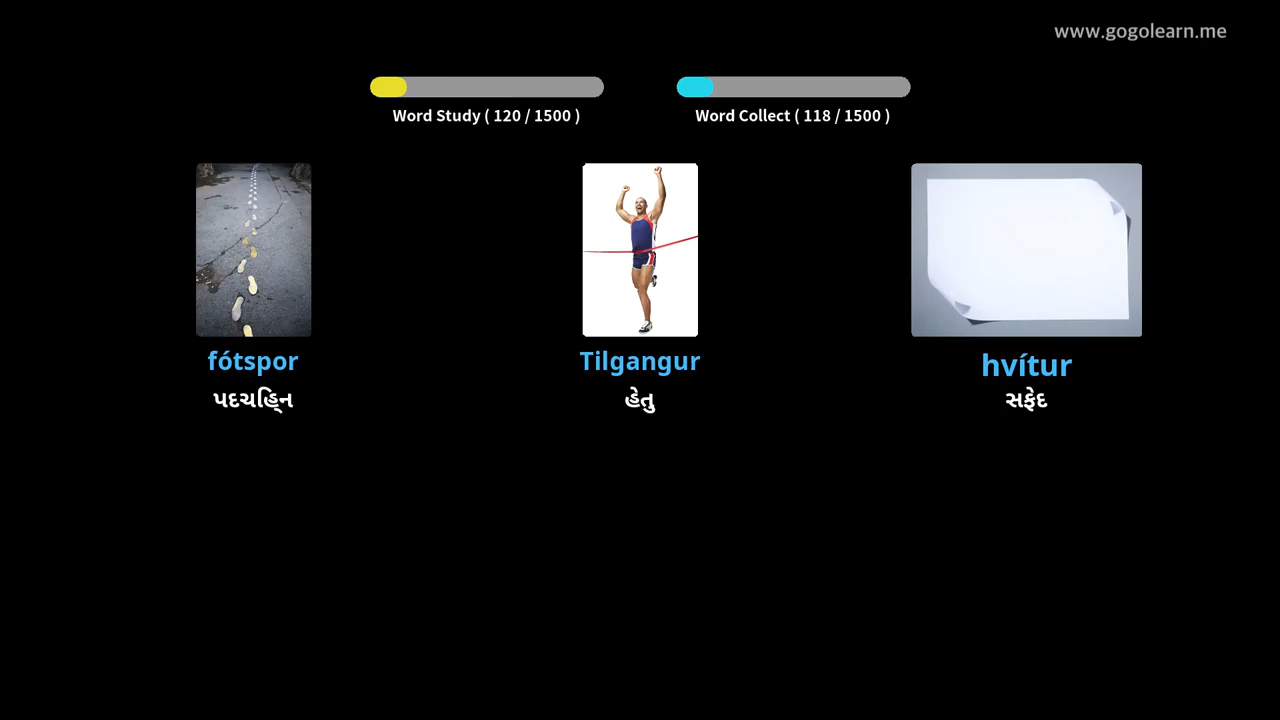 www.gogolearn.me
Word Study ( 120 / 1500 )
Word Collect ( 118 / 1500 )
fótspor
Tilgangur
hvítur
પદચહ્નિ
હેતુ
સફેદ